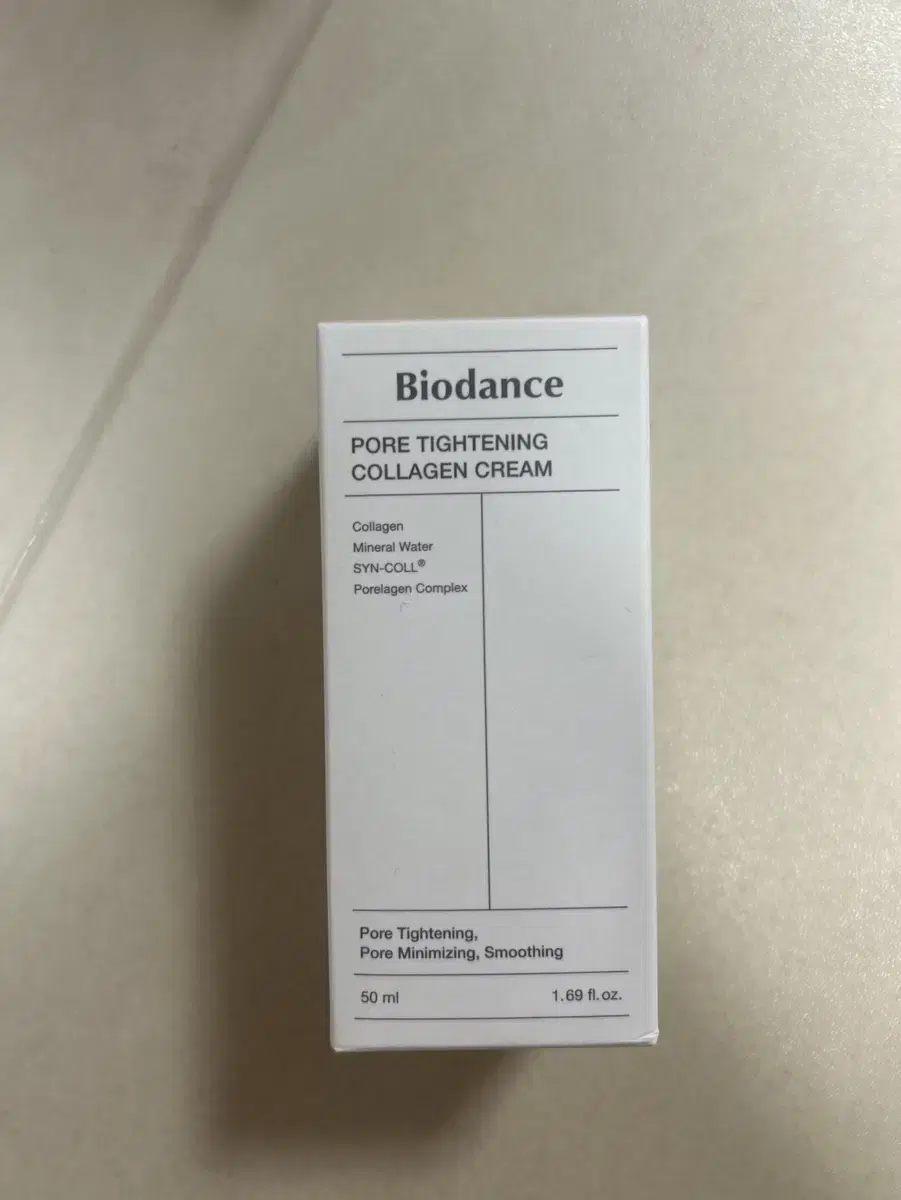 Biodance
PORE TIGHTENING
COLLAGEN CREAM
Collagen
Mineral Water
SYN-COLL®
Porelagen Complex
Pore Tightening,
Pore Minimizing, Smoothing
50 ml 1.69 fl.oz.